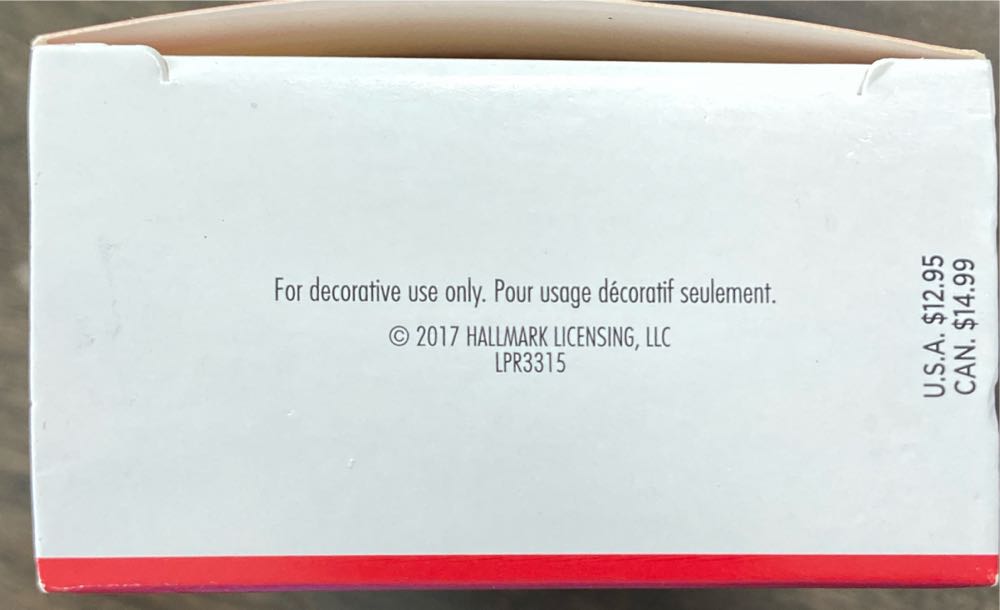 For decorative use only. Pour usage décoratif seulement.
© 2017 HALLMARK LICENSING, LLC
LPR3315
U.S.A. $12.95
CAN. $14.99